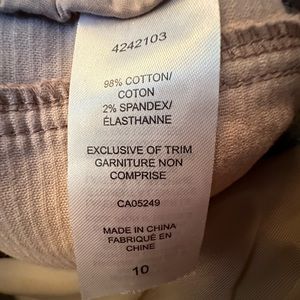 4242103
98% COTTON/
COTON
2% SPANDEX/
ÉLASTHANNE
EXCLUSIVE OF TRIM
GARNITURE NON
COMPRISE
CA05249
MADE IN CHINA
FABRIQUÉ EN
CHINE
10